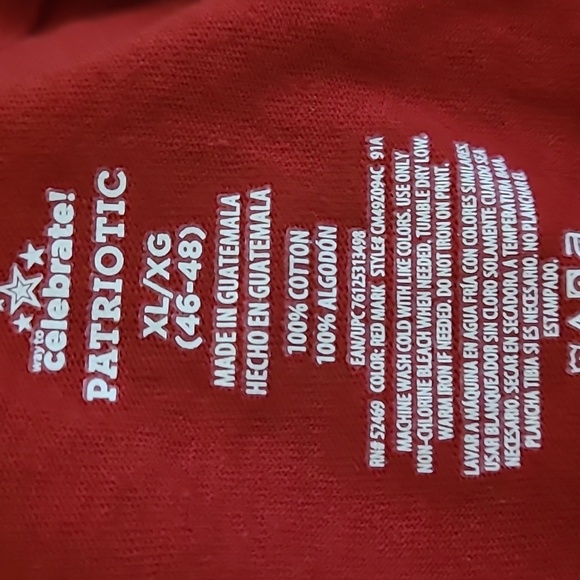 way to
celebrate!
PATRIOTIC
XL/XG
(46-48)
MADE IN GUATEMALA
HECHO EN GUATEMALA
100% COTTON
100% ALGODÓN
EAN/UPC 76125313498
RN# 52469 COLOR: RED MARK STYLE# CM492094C 91A
MACHINE WASH COLD WITH LIKE COLORS. USE ONLY
NON-CHLORINE BLEACH WHEN NEEDED. TUMBLE DRY LOW.
WARM IRON IF NEEDED. DO NOT IRON ON PRINT.
LAVAR A MÁQUINA EN AGUA FRÍA CON COLORES SIMILARES
USAR BLANQUEADOR SIN CLORO SOLAMENTE CUANDO SEA
NECESARIO. SECAR EN SECADORA A TEMPERATURA BAJA.
PLANCHA TIBIA SI ES NECESARIO. NO PLANCHAR
ESTAMPADO.